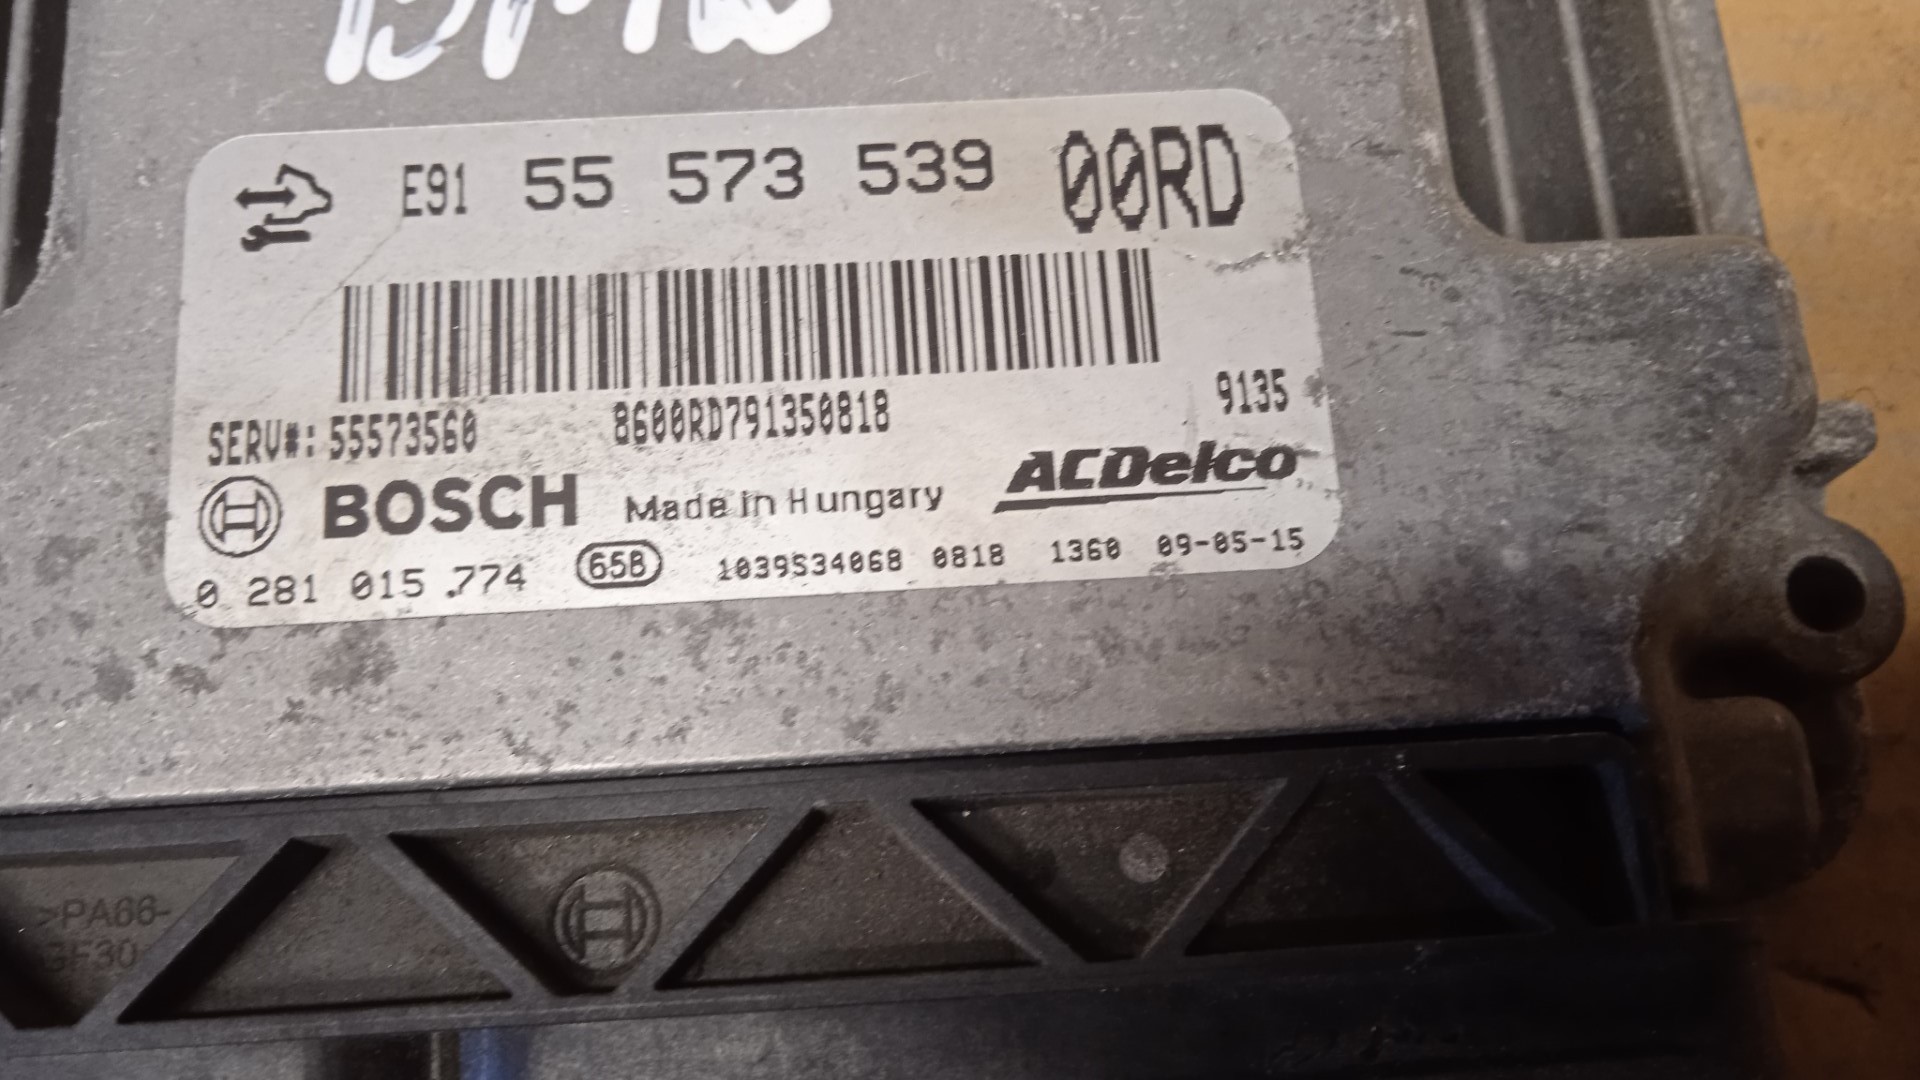 E91 55 573 539 00RD
9135
SERV#: 55573560 8600RD791350818
BOSCH Made in Hungary ACDelco
0 281 015 774 65B 1039S34068 0818 1360 09-05-15
>PA66-
GF30